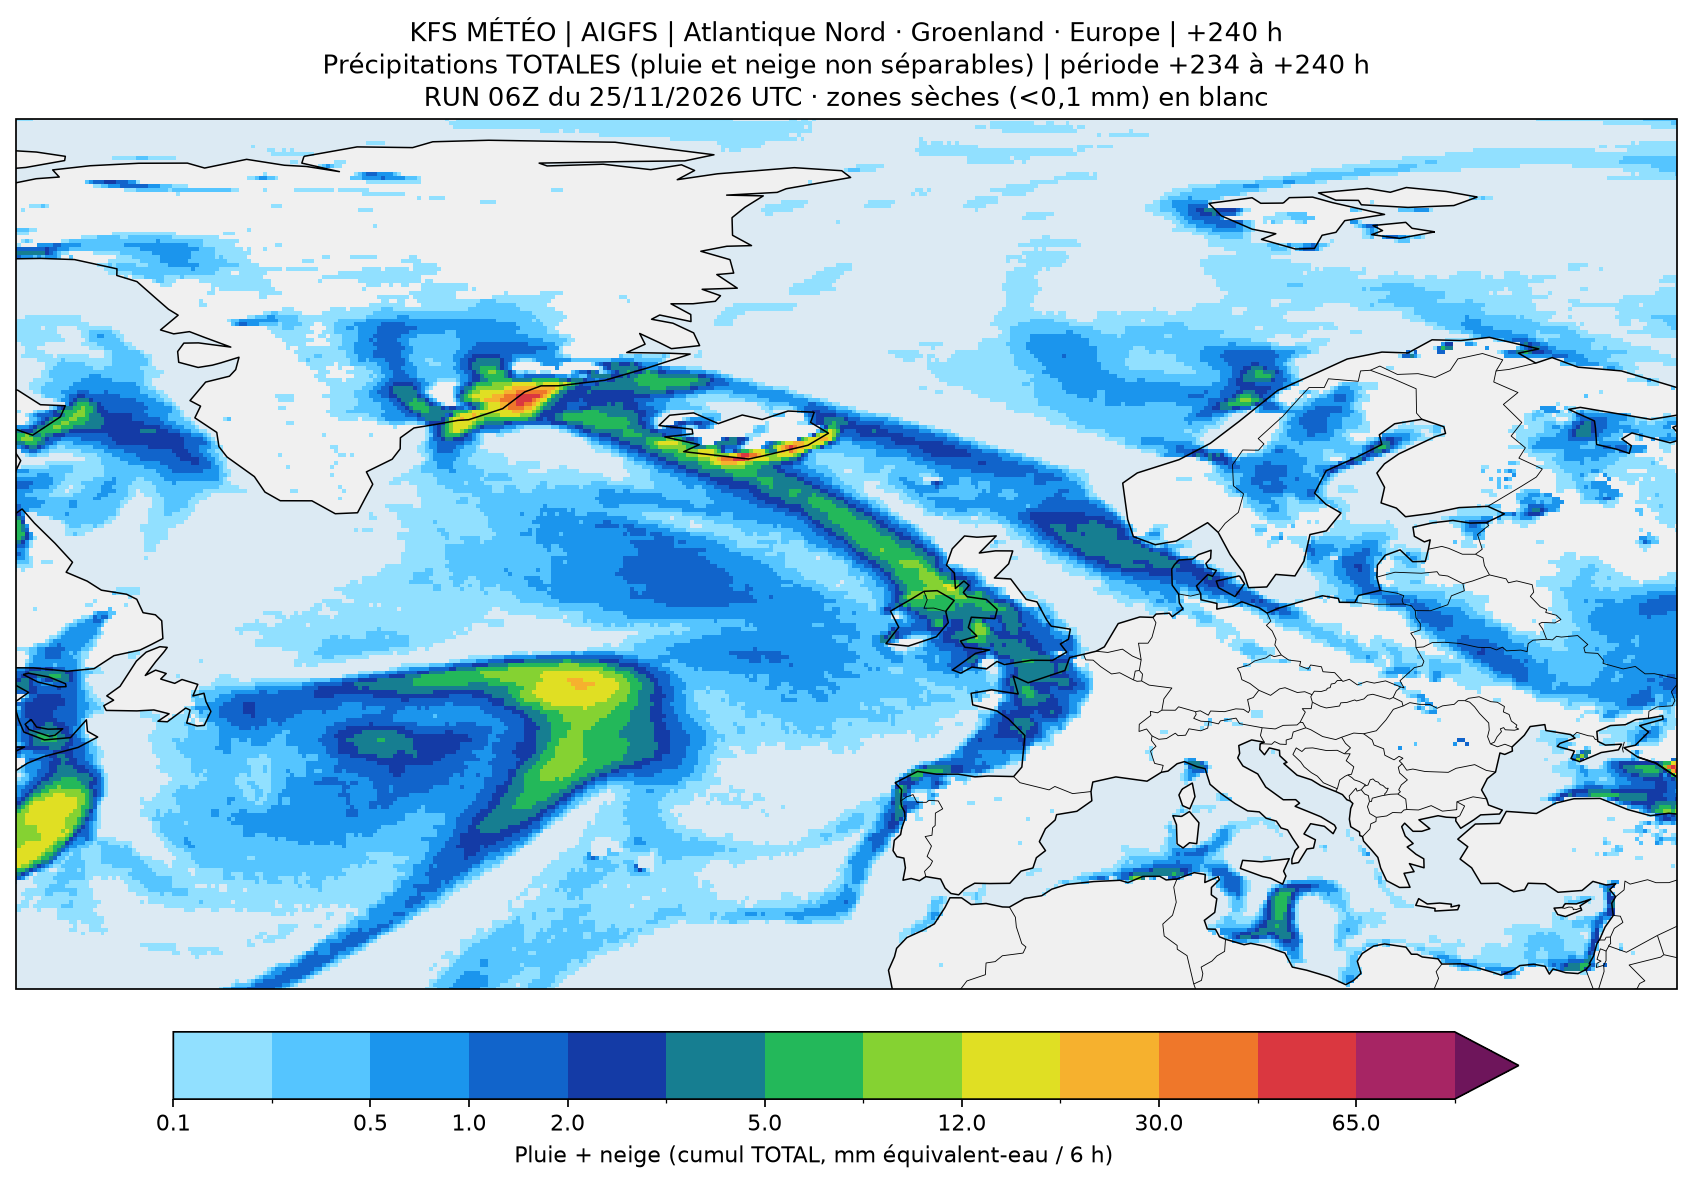 KFS MÉTÉO | AIGFS | Atlantique Nord · Groenland · Europe | +240 h
Précipitations TOTALES (pluie et neige non séparables) | période +234 à +240 h
RUN 06Z du 25/11/2026 UTC · zones sèches (<0,1 mm) en blanc
0.1 0.5 1.0 2.0 5.0 12.0 30.0 65.0
Pluie + neige (cumul TOTAL, mm équivalent-eau / 6 h)